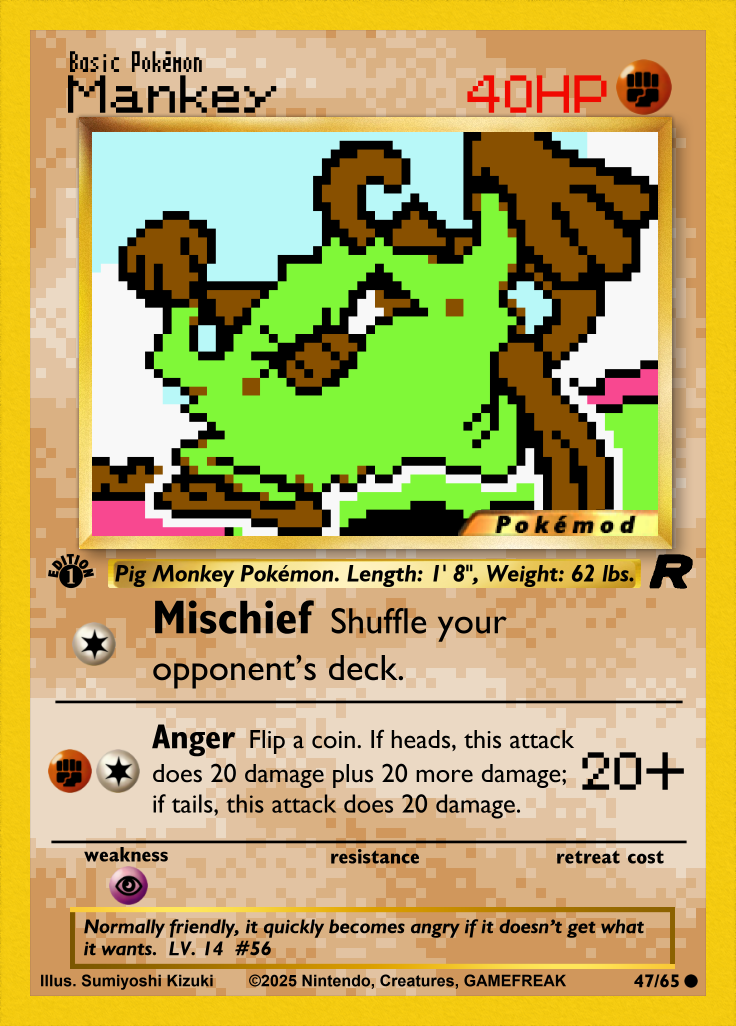 Basic Pokémon
Mankey 40HP
Pokémod
EDITION
1
Pig Monkey Pokémon. Length: 1' 8", Weight: 62 lbs.
R
Mischief Shuffle your
opponent's deck.
Anger Flip a coin. If heads, this attack
does 20 damage plus 20 more damage;
if tails, this attack does 20 damage.
20+
weakness resistance retreat cost
Normally friendly, it quickly becomes angry if it doesn't get what
it wants. LV. 14 #56
Illus. Sumiyoshi Kizuki ©2025 Nintendo, Creatures, GAMEFREAK 47/65